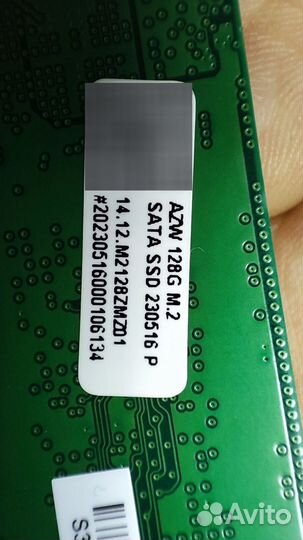 AZW 128G M.2
SATA SSD 230516 P
14.12.M2128ZMZ01
#20230516000106134
S3
Avito